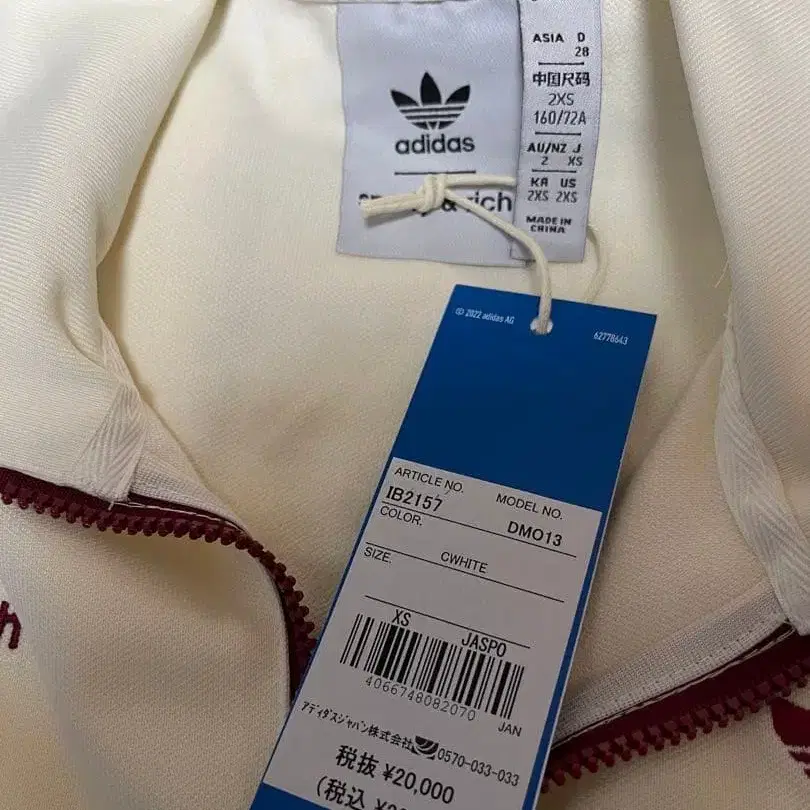 adidas
& rich
ASIA D
28
中国尺码
2XS
160/72A
AU/NZ J
2 XS
KR US
2XS 2XS
MADE IN
CHINA
© 2022 adidas AG
62778643
ARTICLE NO. MODEL NO.
IB2157 DMO13
COLOR.
CWHITE
SIZE.
XS JASPO
4066748082070 JAN
アディダスジャパン株式会社 0570-033-033
税抜 ¥20,000
(税込